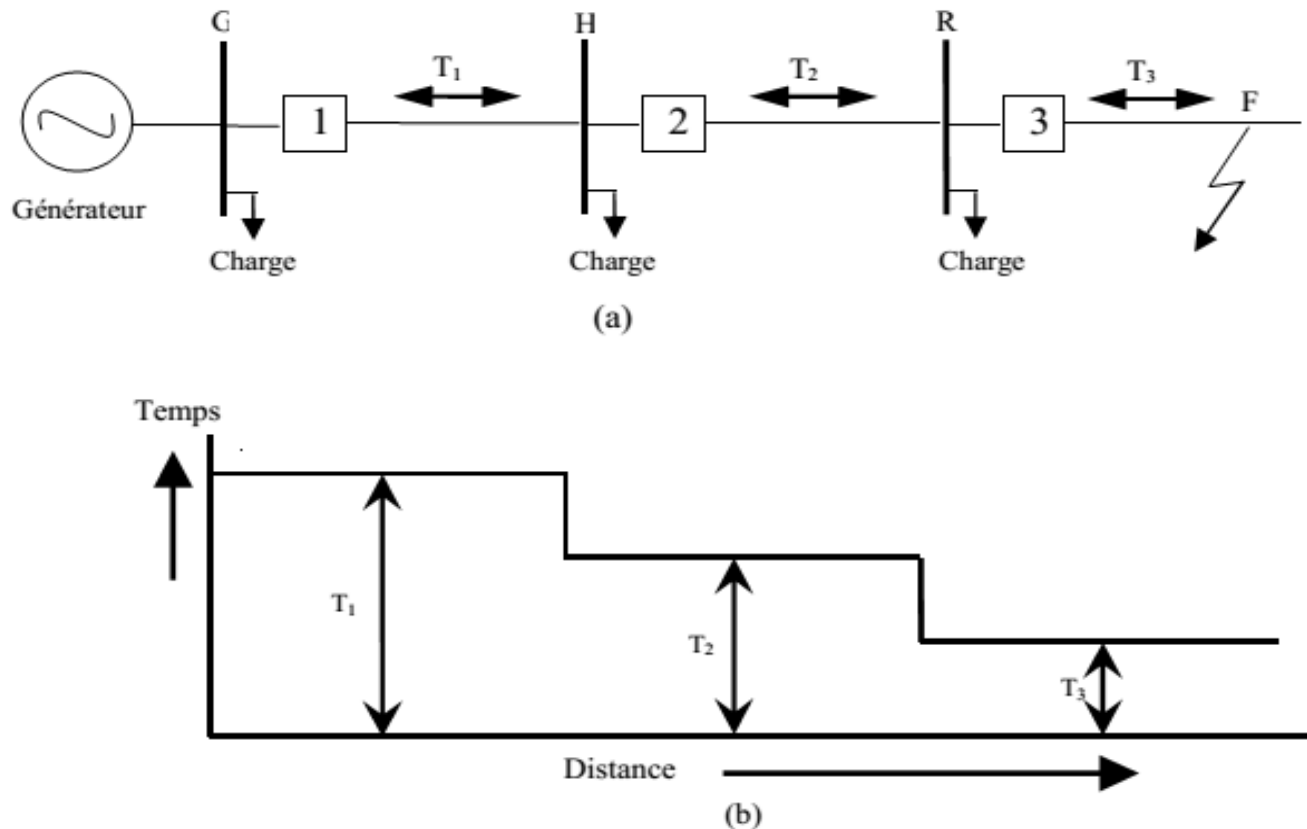 G
H
R
T₁
T₂
T₃
F
1
2
3
Générateur
Charge
Charge
Charge
(a)
Temps
T₁
T₂
T₃
Distance
(b)